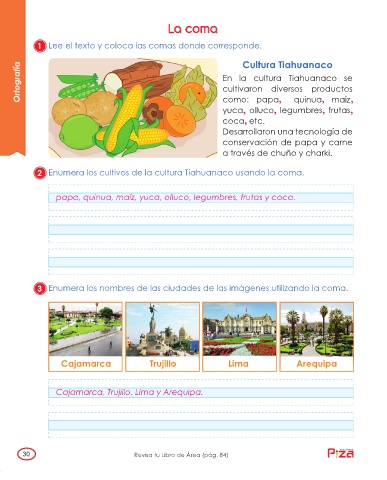 La coma
1 Lee el texto y coloca las comas donde corresponde.
Ortografía
Cultura Tiahuanaco
En la cultura Tiahuanaco se
cultivaron diversos productos
como: papa, quinua, maíz,
yuca, olluco, legumbres, frutas,
coca, etc.
Desarrollaron una tecnología de
conservación de papa y carne
a través de chuño y charki.
2 Enumera los cultivos de la cultura Tiahuanaco usando la coma.
papa, quinua, maíz, yuca, olluco, legumbres, frutas y coca.
3 Enumera los nombres de las ciudades de las imágenes utilizando la coma.
Cajamarca Trujillo Lima Arequipa
Cajamarca, Trujillo, Lima y Arequipa.
30 Revisa tu Libro de Área (pág. 84)